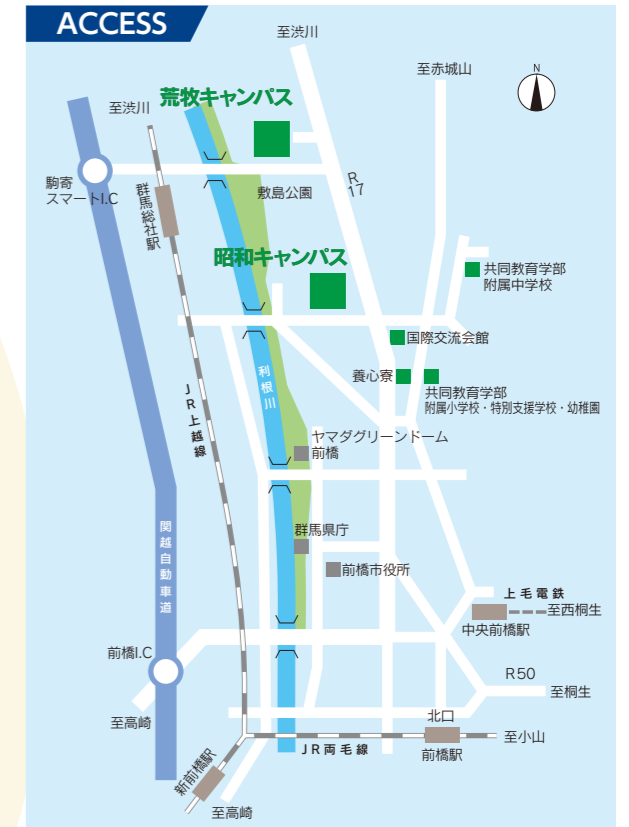 ACCESS
至渋川
至赤城山
N
至渋川
荒牧キャンパス
駒寄
スマートI.C
群馬総社駅
敷島公園
R
17
昭和キャンパス
共同教育学部
附属中学校
国際交流会館
養心寮
共同教育学部
附属小学校・特別支援学校・幼稚園
利根川
JR上越線
ヤマダグリーンドーム
前橋
関越自動車道
群馬県庁
前橋市役所
上毛電鉄
至西桐生
中央前橋駅
前橋I.C
R50
至桐生
至高崎
北口
JR両毛線
至小山
前橋駅
新前橋駅
至高崎